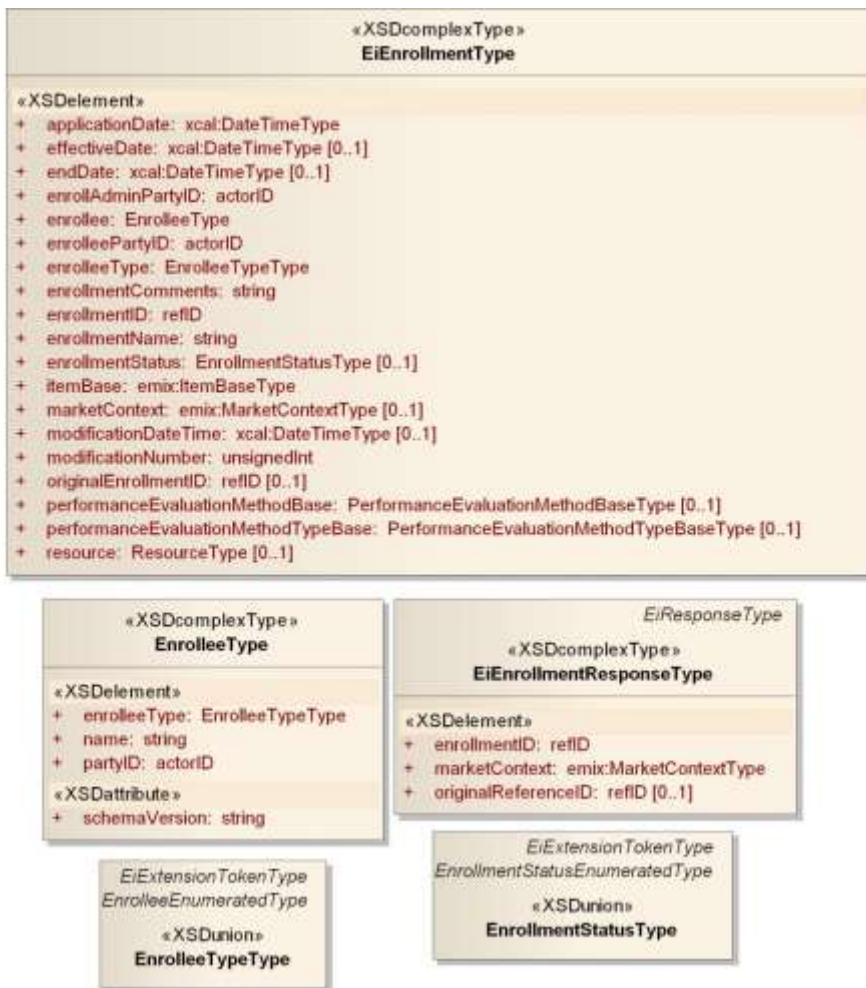 «XSDcomplexType»
EiEnrollmentType
«XSDelement»
+ applicationDate: xcal:DateTimeType
+ effectiveDate: xcal:DateTimeType [0..1]
+ endDate: xcal:DateTimeType [0..1]
+ enrollAdminPartyID: actorID
+ enrollee: EnrolleeType
+ enrolleePartyID: actorID
+ enrolleeType: EnrolleeTypeType
+ enrollmentComments: string
+ enrollmentID: refID
+ enrollmentName: string
+ enrollmentStatus: EnrollmentStatusType [0..1]
+ itemBase: emix:ItemBaseType
+ marketContext: emix:MarketContextType [0..1]
+ modificationDateTime: xcal:DateTimeType [0..1]
+ modificationNumber: unsignedInt
+ originalEnrollmentID: refID [0..1]
+ performanceEvaluationMethodBase: PerformanceEvaluationMethodBaseType [0..1]
+ performanceEvaluationMethodTypeBase: PerformanceEvaluationMethodTypeBaseType [0..1]
+ resource: ResourceType [0..1]
«XSDcomplexType»
EnrolleeType
«XSDelement»
+ enrolleeType: EnrolleeTypeType
+ name: string
+ partyID: actorID
«XSDattribute»
+ schemaVersion: string
EiResponseType
«XSDcomplexType»
EiEnrollmentResponseType
«XSDelement»
+ enrollmentID: refID
+ marketContext: emix:MarketContextType
+ originalReferenceID: refID [0..1]
EiExtensionTokenType
EnrolleeEnumeratedType
«XSDunion»
EnrolleeTypeType
EiExtensionTokenType
EnrollmentStatusEnumeratedType
«XSDunion»
EnrollmentStatusType